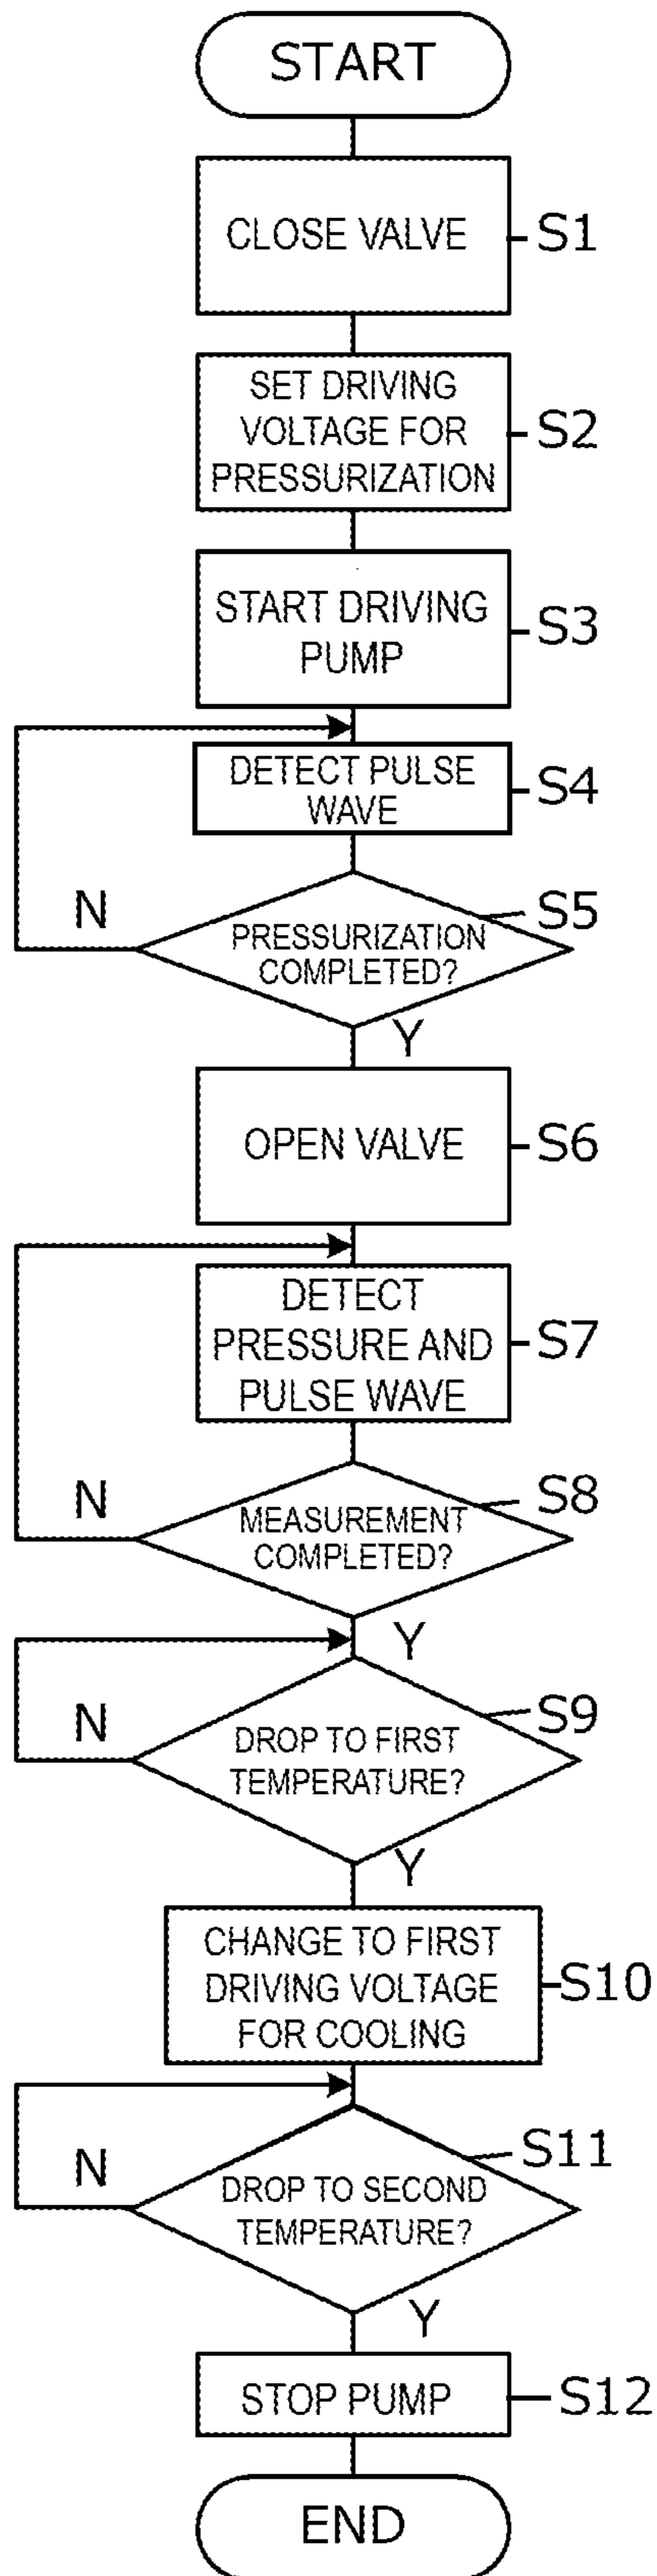 START
CLOSE VALVE
S1
SET DRIVING
VOLTAGE FOR
PRESSURIZATION
S2
START DRIVING
PUMP
S3
DETECT PULSE
WAVE
S4
N
PRESSURIZATION
COMPLETED?
S5
Y
OPEN VALVE
S6
DETECT
PRESSURE AND
PULSE WAVE
S7
N
MEASUREMENT
COMPLETED?
S8
Y
N
DROP TO FIRST
TEMPERATURE?
S9
Y
CHANGE TO FIRST
DRIVING VOLTAGE
FOR COOLING
S10
N
DROP TO SECOND
TEMPERATURE?
S11
Y
STOP PUMP
S12
END